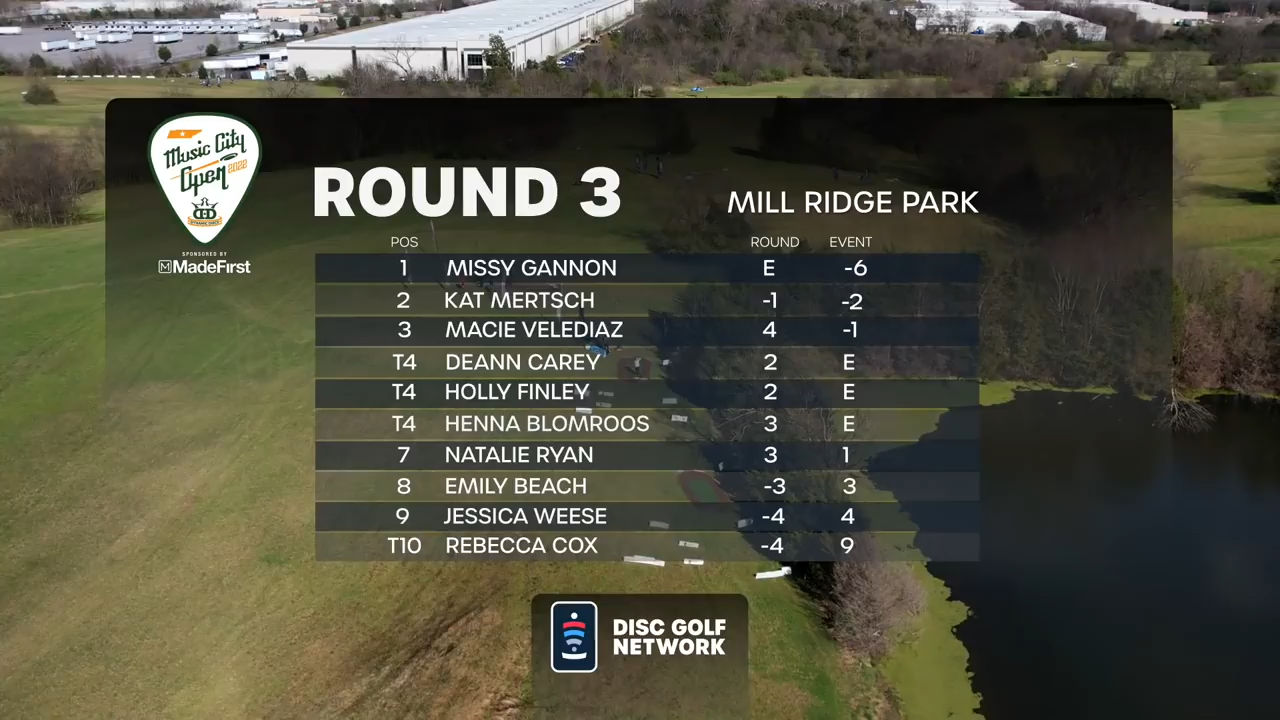 Music City
Open 2022
DYNAMIC DISCS
SPONSORED BY
MadeFirst
ROUND 3
MILL RIDGE PARK
POS ROUND EVENT
1 MISSY GANNON E -6
2 KAT MERTSCH -1 -2
3 MACIE VELEDIAZ 4 -1
T4 DEANN CAREY 2 E
T4 HOLLY FINLEY 2 E
T4 HENNA BLOMROOS 3 E
7 NATALIE RYAN 3 1
8 EMILY BEACH -3 3
9 JESSICA WEESE -4 4
T10 REBECCA COX -4 9
DISC GOLF
NETWORK